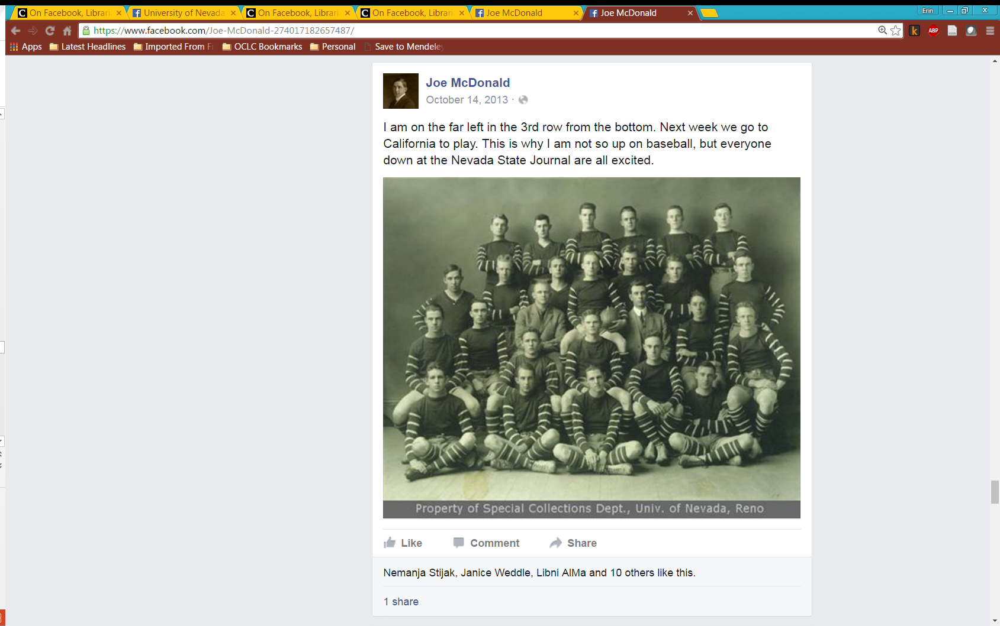 On Facebook, Librari
University of Nevada
On Facebook, Librari
On Facebook, Librari
Joe McDonald
Joe McDonald
Erin
https://www.facebook.com/Joe-McDonald-274017182657487/
k
ABP
Apps
Latest Headlines
Imported From Fi
OCLC Bookmarks
Personal
Save to Mendeley
Joe McDonald
October 14, 2013 ·
I am on the far left in the 3rd row from the bottom. Next week we go to
California to play. This is why I am not so up on baseball, but everyone
down at the Nevada State Journal are all excited.
Property of Special Collections Dept., Univ. of Nevada, Reno
Like
Comment
Share
Nemanja Stijak, Janice Weddle, Libni AlMa and 10 others like this.
1 share